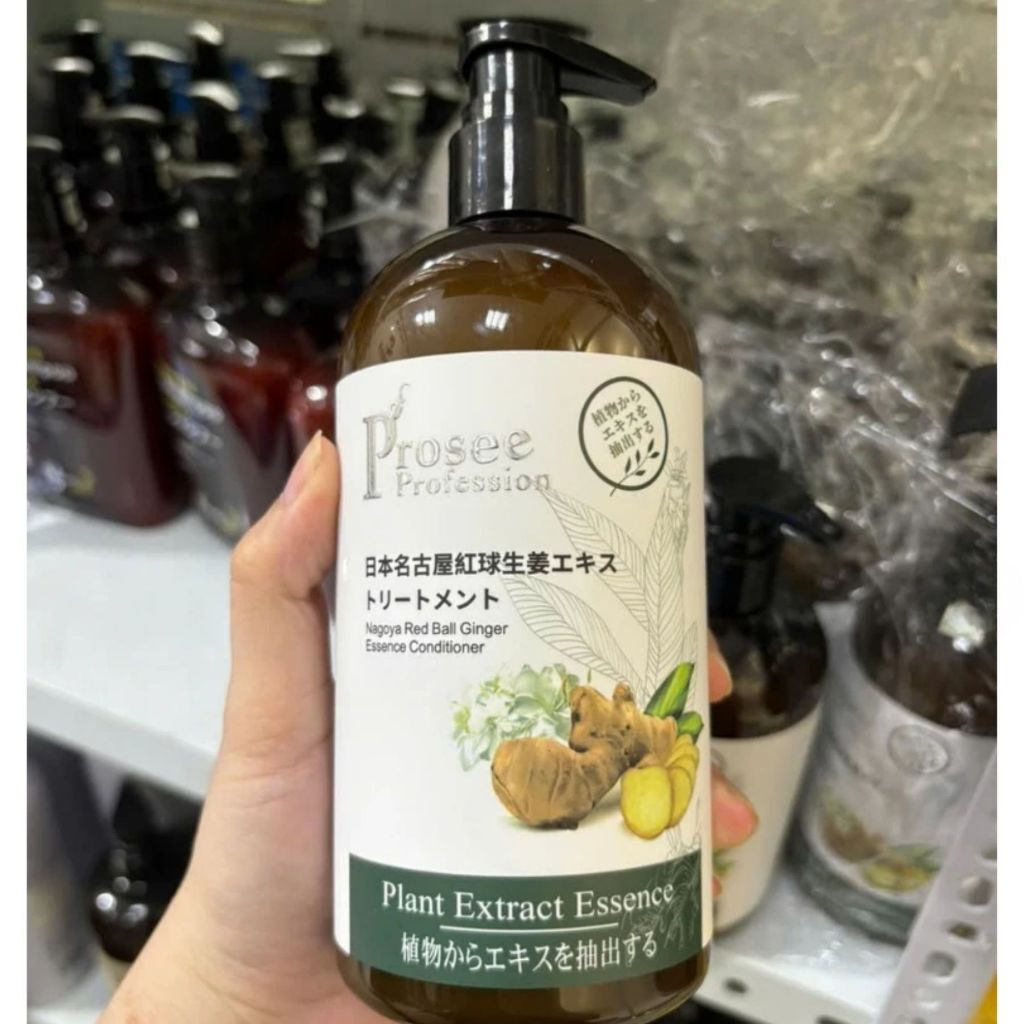 Prosee
Profession
植物から
エキスを
抽出する
日本名古屋紅球生姜エキス
トリートメント
Nagoya Red Ball Ginger
Essence Conditioner
Plant Extract Essence
植物からエキスを抽出する